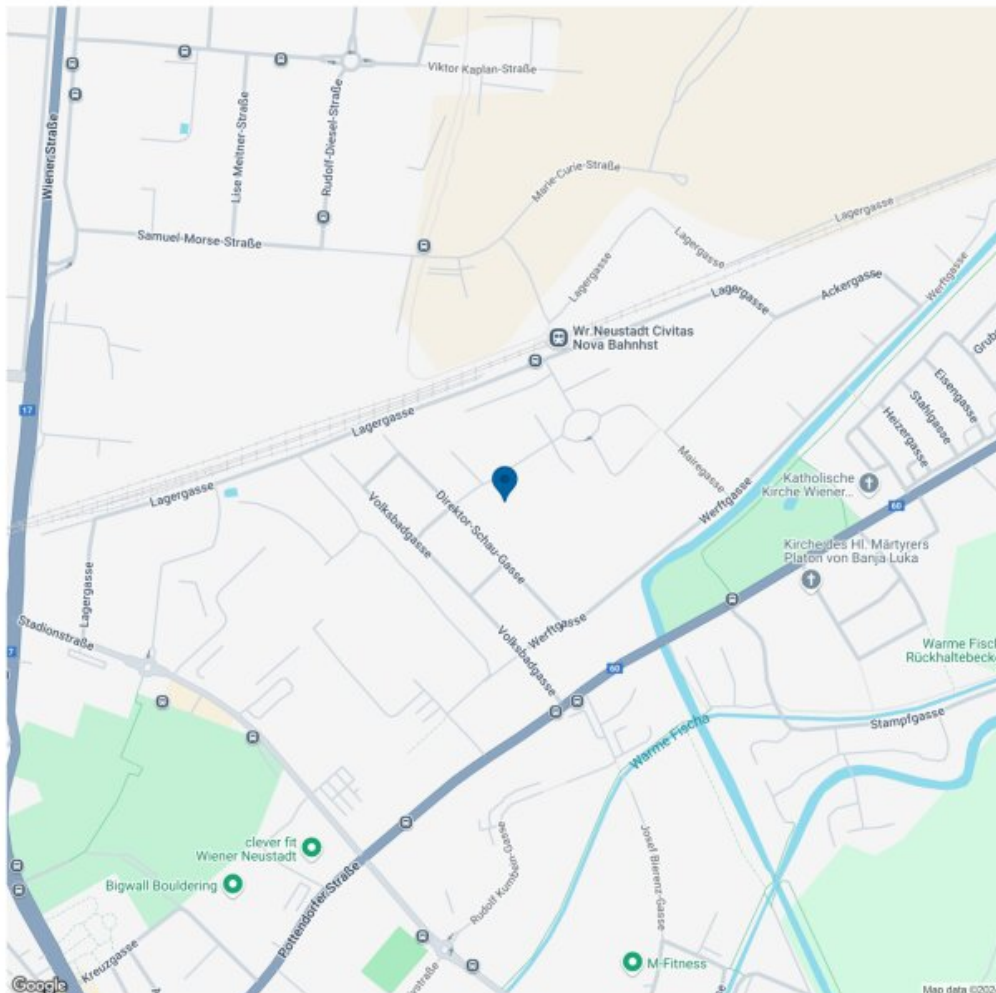 Viktor Kaplan-Straße
Wiener Straße
Lise Meitner-Straße
Rudolf-Diesel-Straße
Marie-Curie-Straße
Samuel-Morse-Straße
Lagergasse
Lagergasse
Lagergasse
Lagergasse
Ackergasse
Werftgasse
Wr. Neustadt Civitas
Nova Bahnhst
Eisengasse
Stahlgasse
Heizergasse
17
Lagergasse
Lagergasse
Mairegasse
Werftgasse
Katholische
Kirche Wiener...
60
Volksbadgasse
Direktor-Schau-Gasse
Kirche des Hl. Märtyrers
Platon von Banja Luka
Lagergasse
Stadionstraße
Werftgasse
Volksbadgasse
60
7
Warme Fisch
Rückhaltebecke
Stampfgasse
Warme Fischa
clever fit
Wiener Neustadt
Bigwall Bouldering
Rudolf Kumbein-Gasse
Josef Bierenz-Gasse
Pottendorfer Straße
Kreuzgasse
M-Fitness
Google
Map data ©202